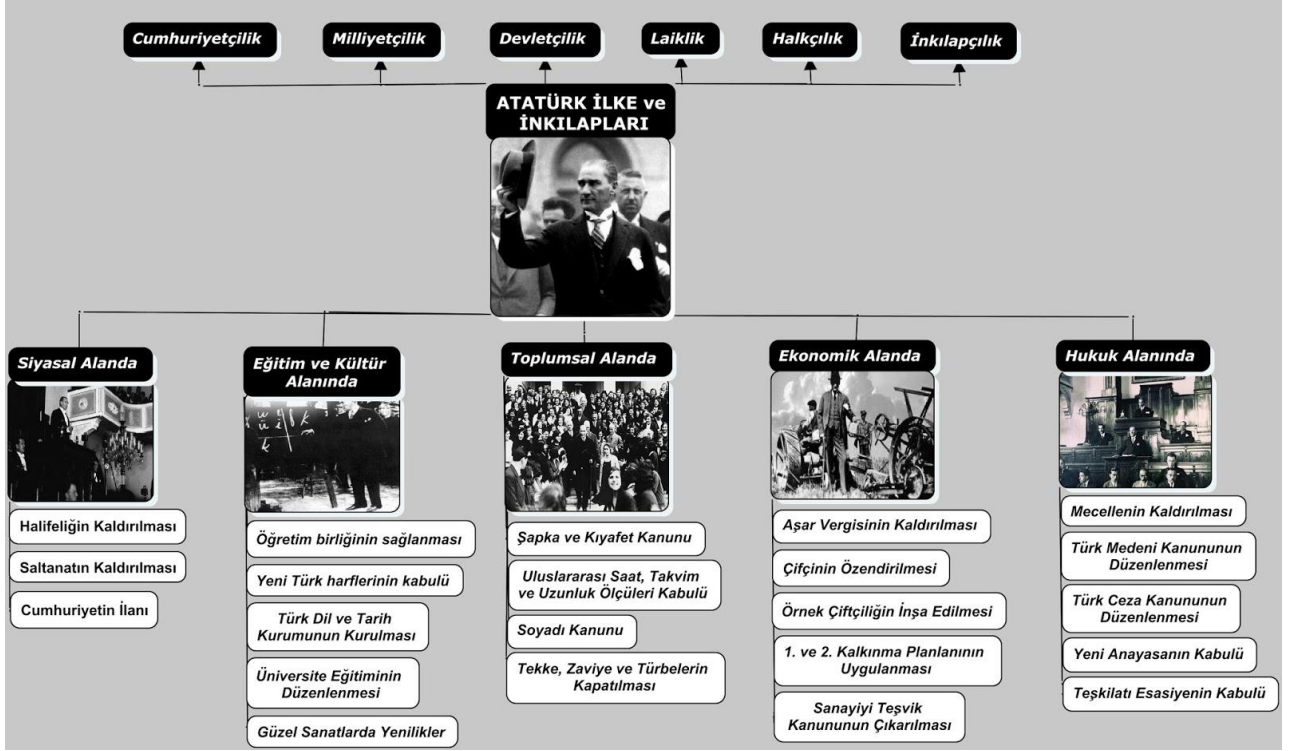 Cumhuriyetçilik
Milliyetçilik
Devletçilik
Laiklik
Halkçılık
İnkılapçılık
ATATÜRK İLKE ve
İNKILAPLARI
Siyasal Alanda
Halifeliğin Kaldırılması
Saltanatın Kaldırılması
Cumhuriyetin İlanı
Eğitim ve Kültür
Alanında
Öğretim birliğinin sağlanması
Yeni Türk harflerinin kabulü
Türk Dil ve Tarih
Kurumunun Kurulması
Üniversite Eğitiminin
Düzenlenmesi
Güzel Sanatlarda Yenilikler
Toplumsal Alanda
Şapka ve Kıyafet Kanunu
Uluslararası Saat, Takvim
ve Uzunluk Ölçüleri Kabulü
Soyadı Kanunu
Tekke, Zaviye ve Türbelerin
Kapatılması
Ekonomik Alanda
Aşar Vergisinin Kaldırılması
Çifçinin Özendirilmesi
Örnek Çiftçiliğin İnşa Edilmesi
1. ve 2. Kalkınma Planlanının
Uygulanması
Sanayiyi Teşvik
Kanununun Çıkarılması
Hukuk Alanında
Mecellenin Kaldırılması
Türk Medeni Kanununun
Düzenlenmesi
Türk Ceza Kanununun
Düzenlenmesi
Yeni Anayasanın Kabulü
Teşkilatı Esasiyenin Kabulü